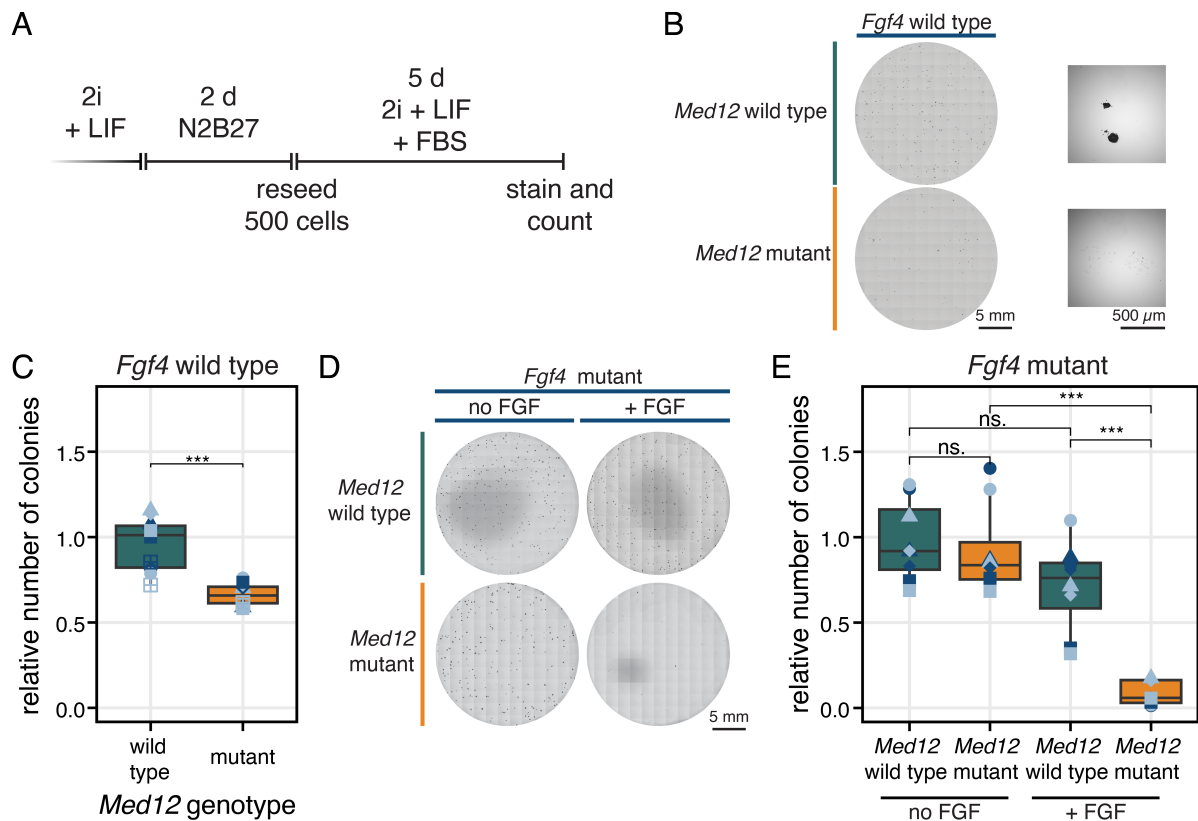 A
2i
+ LIF
2 d
N2B27
5 d
2i + LIF
+ FBS
reseed
500 cells
stain and
count
B
Fgf4 wild type
Med12 wild type
Med12 mutant
5 mm
500 µm
C
Fgf4 wild type
relative number of colonies
1.5
1.0
0.5
0.0
***
wild
type
mutant
Med12 genotype
D
Fgf4 mutant
no FGF
+ FGF
Med12
wild type
Med12
mutant
5 mm
E
Fgf4 mutant
relative number of colonies
1.5
1.0
0.5
0.0
***
ns.
***
ns.
Med12
wild type
Med12
mutant
Med12
wild type
Med12
mutant
no FGF
+ FGF